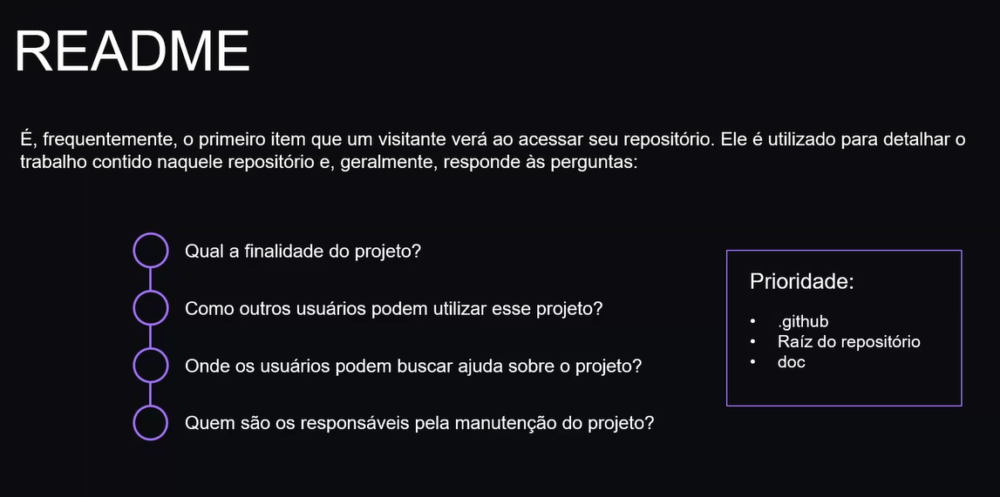 README
É, frequentemente, o primeiro item que um visitante verá ao acessar seu repositório. Ele é utilizado para detalhar o
trabalho contido naquele repositório e, geralmente, responde às perguntas:
Qual a finalidade do projeto?
Como outros usuários podem utilizar esse projeto?
Onde os usuários podem buscar ajuda sobre o projeto?
Quem são os responsáveis pela manutenção do projeto?
Prioridade:
• .github
• Raíz do repositório
• doc